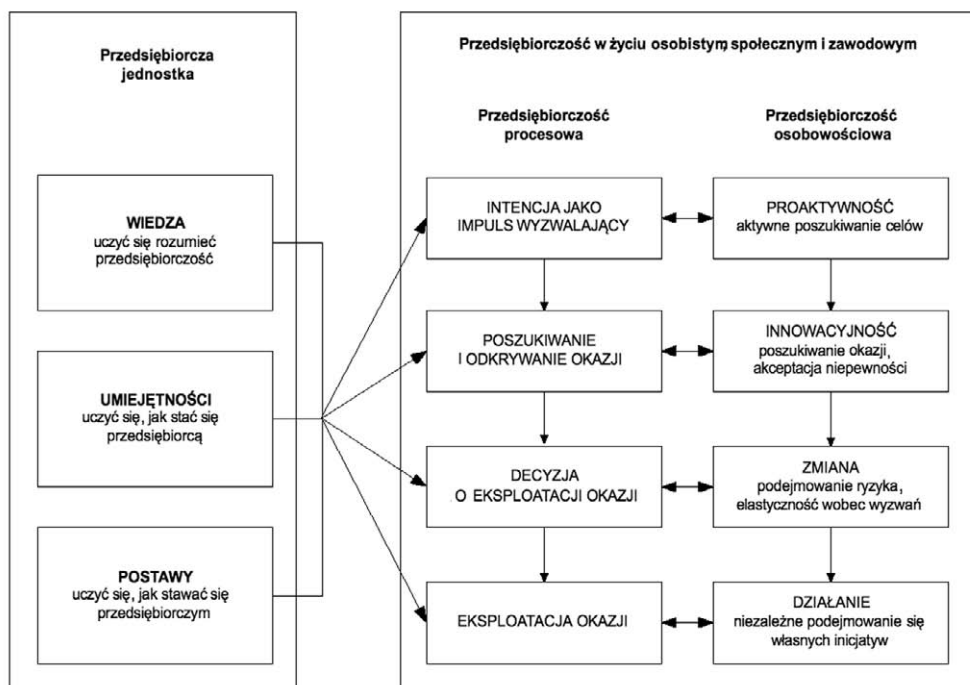 Przedsiębiorcza
jednostka
WIEDZA
uczyć się rozumieć
przedsiębiorczość
UMIEJĘTNOŚCI
uczyć się, jak stać się
przedsiębiorcą
POSTAWY
uczyć się, jak stawać się
przedsiębiorczym
Przedsiębiorczość w życiu osobistym, społecznym i zawodowym
Przedsiębiorczość
procesowa
Przedsiębiorczość
osobowościowa
INTENCJA JAKO
IMPULS WYZWALAJĄCY
PROAKTYWNOŚĆ
aktywne poszukiwanie celów
POSZUKIWANIE
I ODKRYWANIE OKAZJI
INNOWACYJNOŚĆ
poszukiwanie okazji,
akceptacja niepewności
DECYZJA
O EKSPLOATACJI OKAZJI
ZMIANA
podejmowanie ryzyka,
elastyczność wobec wyzwań
EKSPLOATACJA OKAZJI
DZIAŁANIE
niezależne podejmowanie się
własnych inicjatyw